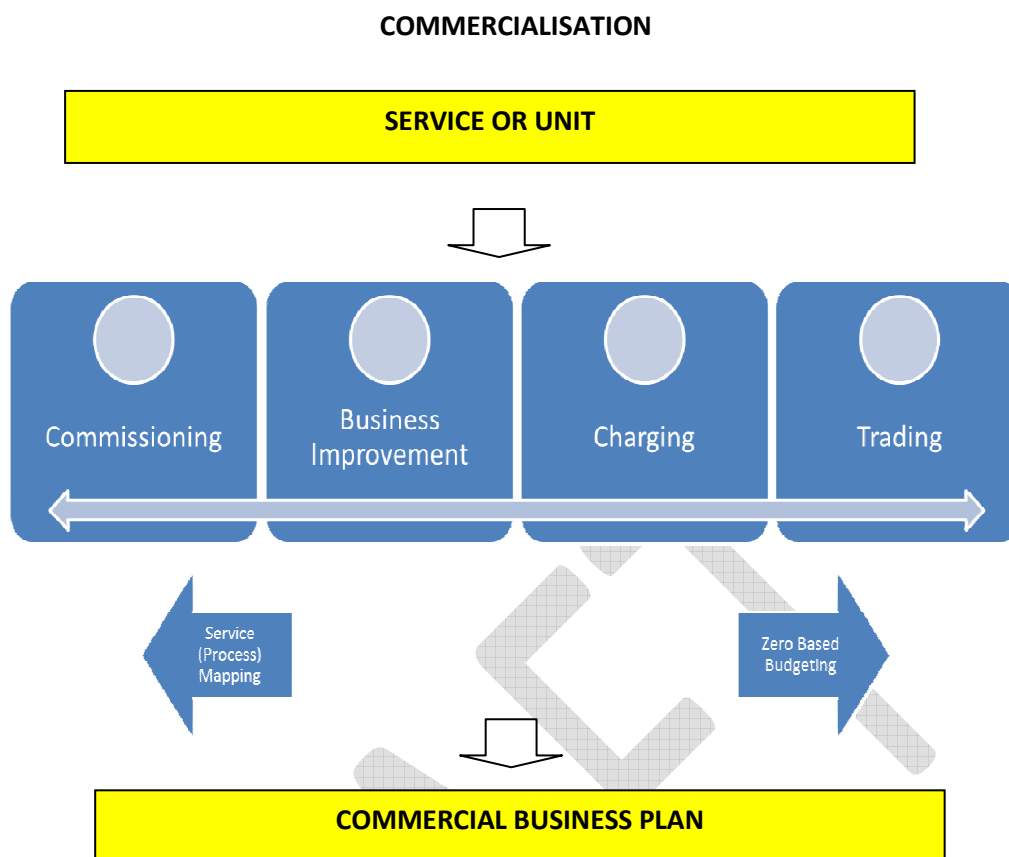 COMMERCIALISATION
SERVICE OR UNIT
Commissioning
Business
Improvement
Charging
Trading
Service
(Process)
Mapping
Zero Based
Budgeting
COMMERCIAL BUSINESS PLAN